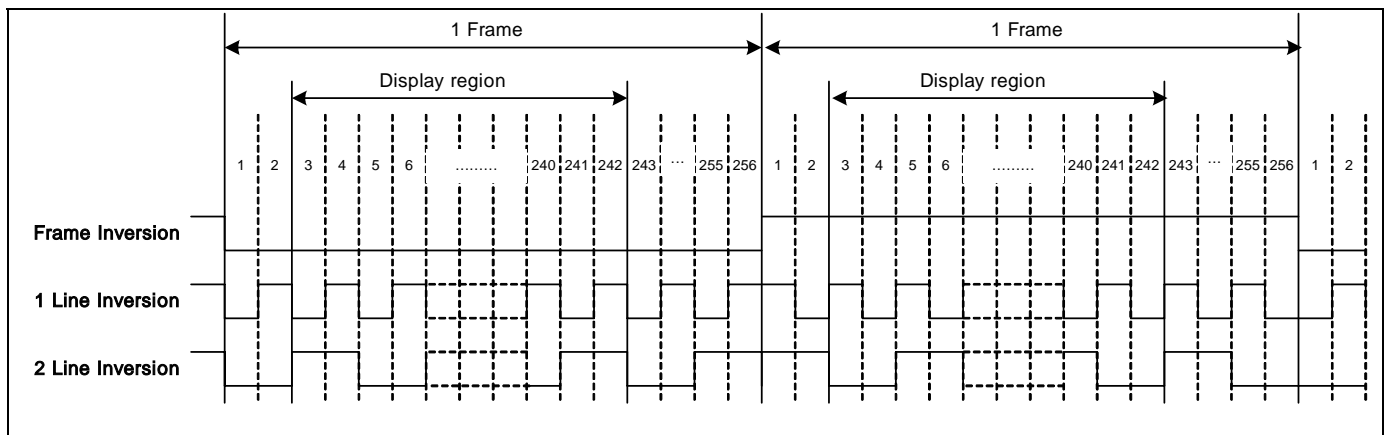 1 Frame 1 Frame
Display region Display region
1 2 3 4 5 6 ......... 240 241 242 243 ... 255 256 1 2 3 4 5 6 ......... 240 241 242 243 ... 255 256 1 2
Frame Inversion
1 Line Inversion
2 Line Inversion